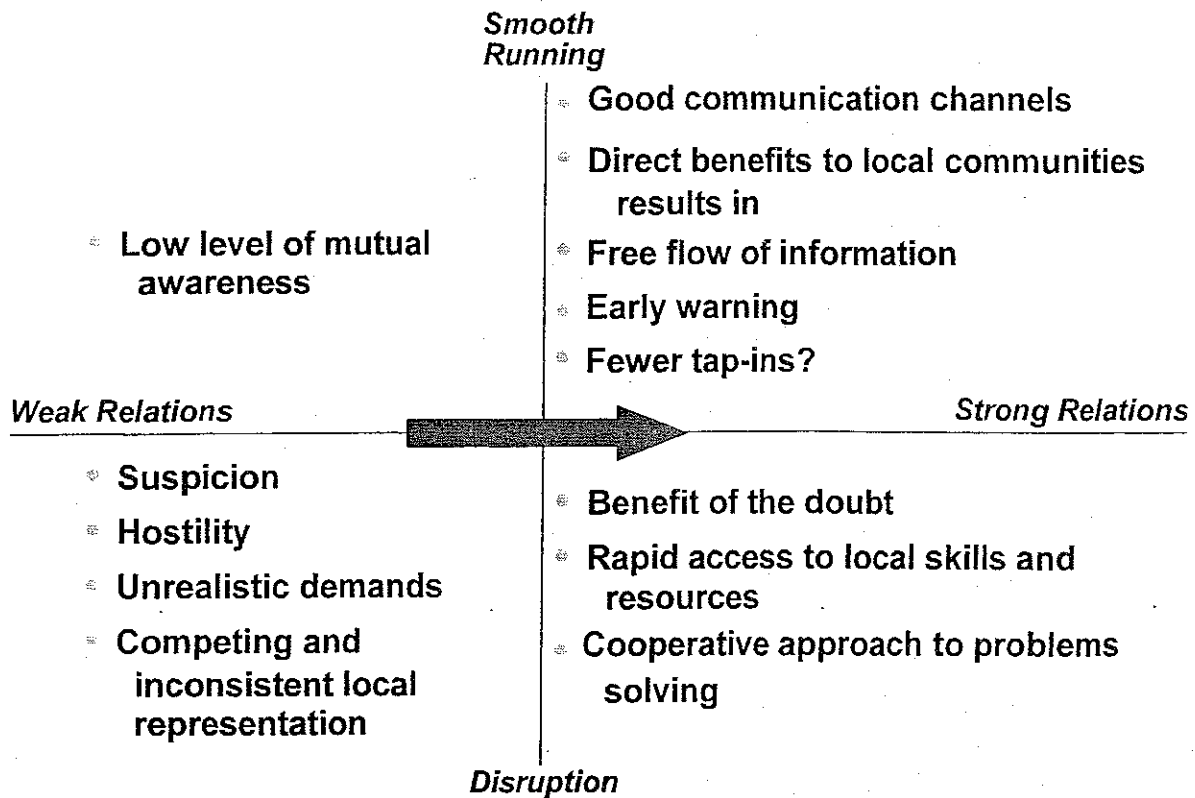 Smooth
Running
Good communication channels
Direct benefits to local communities
results in
Free flow of information
Early warning
Fewer tap-ins?
Low level of mutual
awareness
Weak Relations
Strong Relations
Suspicion
Hostility
Unrealistic demands
Competing and
inconsistent local
representation
Benefit of the doubt
Rapid access to local skills and
resources
Cooperative approach to problems
solving
Disruption